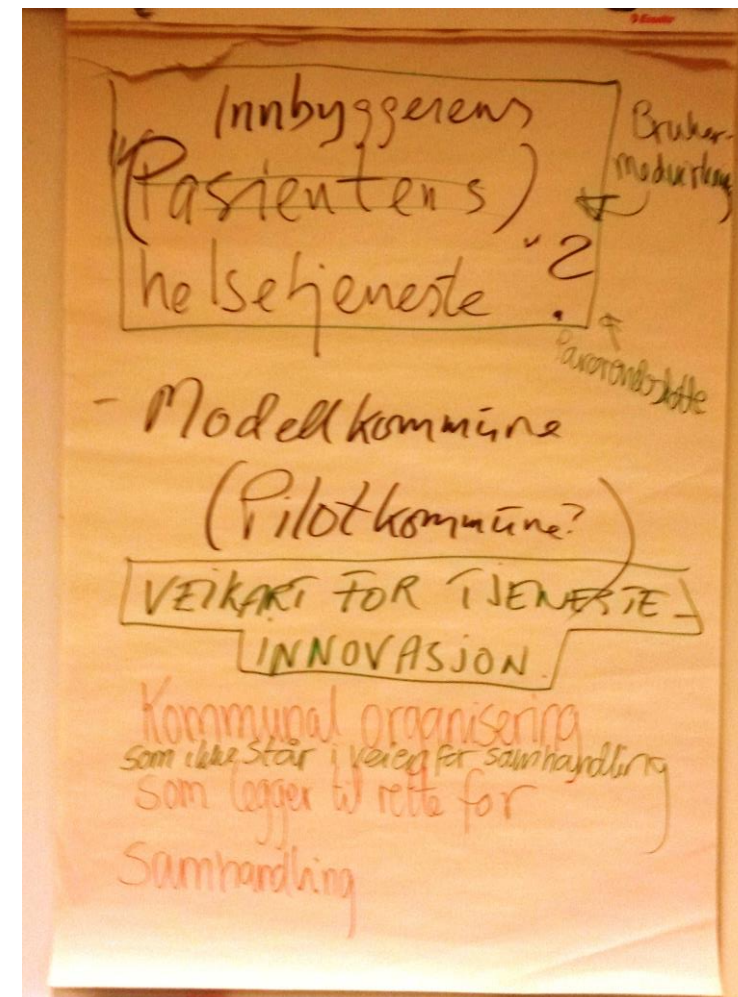 Innbyggerens
"(Pasientens)
helsetjeneste" ?
Bruker-
medvirkning
Pårørendestøtte
- Modellkommune
(Pilotkommune?)
VEIKART FOR TJENESTE-
INNOVASJON.
Kommunal organisering
som ikke står i veien for samhandling
som legger til rette for
samhandling